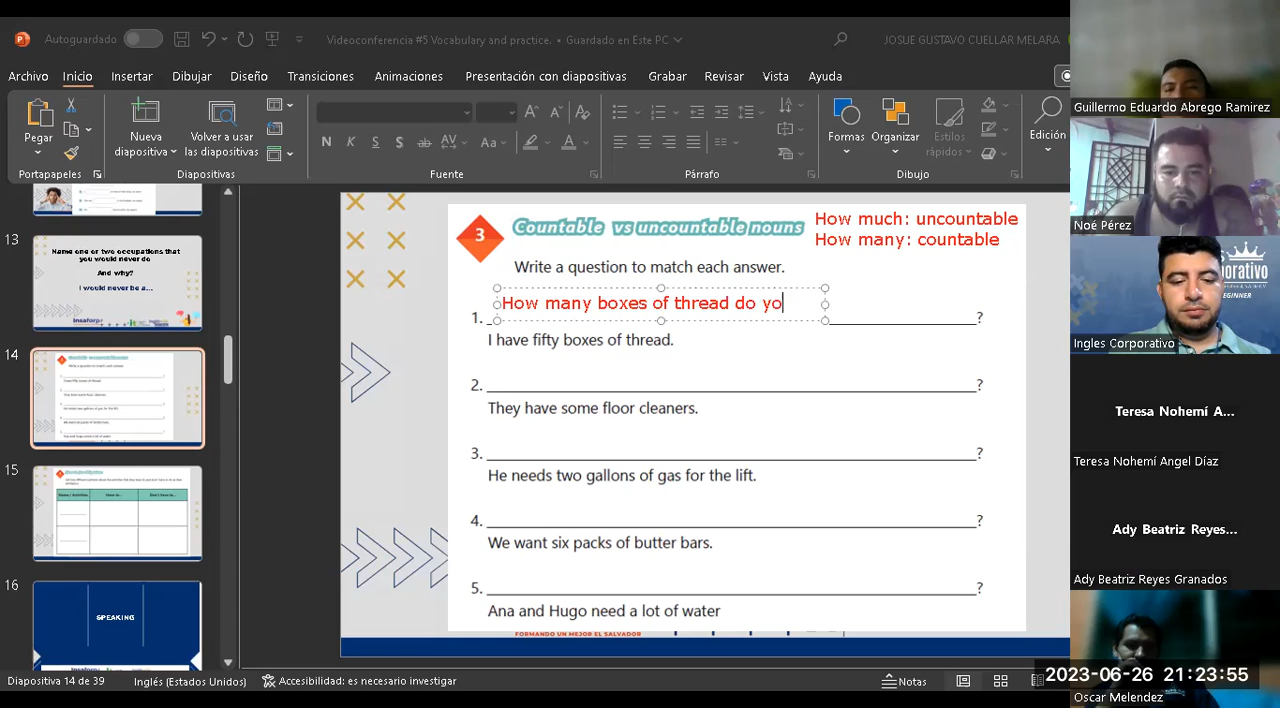 Autoguardado
Videoconferencia #5 Vocabulary and practice. • Guardado en Este PC
JOSUE GUSTAVO CUELLAR MELARA
Archivo Inicio Insertar Dibujar Diseño Transiciones Animaciones Presentación con diapositivas Grabar Revisar Vista Ayuda
Pegar
Nueva diapositiva
Volver a usar las diapositivas
N K S S ab AV Aa A
Formas
Organizar
Estilos rápidos
Edición
Portapapeles
Diapositivas
Fuente
Párrafo
Dibujo
13
Name one or two occupations that
you would never do
And why?
I would never be a...
14
15
16
SPEAKING
3
Countable vs uncountable nouns
How much: uncountable
How many: countable
Write a question to match each answer.
How many boxes of thread do yo
1. ?
I have fifty boxes of thread.
2. ?
They have some floor cleaners.
3. ?
He needs two gallons of gas for the lift.
4. ?
We want six packs of butter bars.
5. ?
Ana and Hugo need a lot of water
FORMANDO UN MEJOR EL SALVADOR
Diapositiva 14 de 39
Inglés (Estados Unidos)
Accesibilidad: es necesario investigar
Notas
Guillermo Eduardo Abrego Ramirez
Noé Pérez
Ingles Corporativo
Teresa Nohemí A...
Teresa Nohemí Angel Díaz
Ady Beatriz Reyes...
Ady Beatriz Reyes Granados
2023-06-26 21:23:55
Oscar Melendez